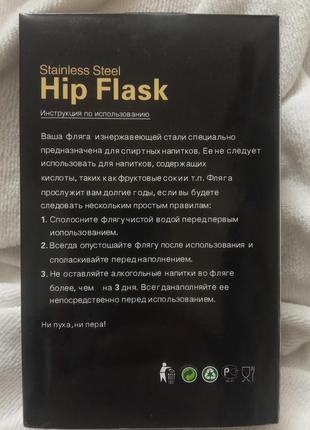 Stainless Steel
Hip Flask
Инструкция по использованию
Ваша фляга изнержавеющей стали специально
предназначена для спиртных напитков. Ее не следует
использовать для напитков, содержащих
кислоты, таких как фруктовые соки и т.п. Фляга
прослужит вам долгие годы, если вы будете
следовать нескольким простым правилам:
1. Сполосните флягу чистой водой перед первым
иоползованием.
2. Всегда опустошайте флягу после использования и
споласкивайте перед наполнением.
3. Не оставляйте алкогольные напитки во фляге
более, чем на 3 дня. Всегда наполняйте ее
непосредственно перед использованием.
Ни пуха, ни пера!